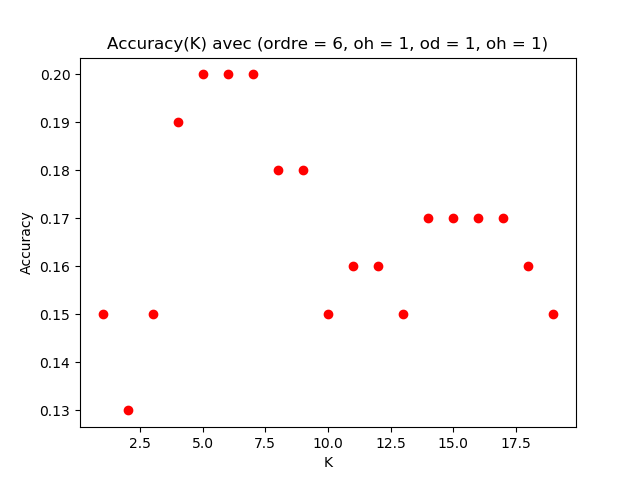 Accuracy(K) avec (ordre = 6, oh = 1, od = 1, oh = 1)
0.20
0.19
0.18
0.17
0.16
0.15
0.14
0.13
Accuracy
2.5 5.0 7.5 10.0 12.5 15.0 17.5
K